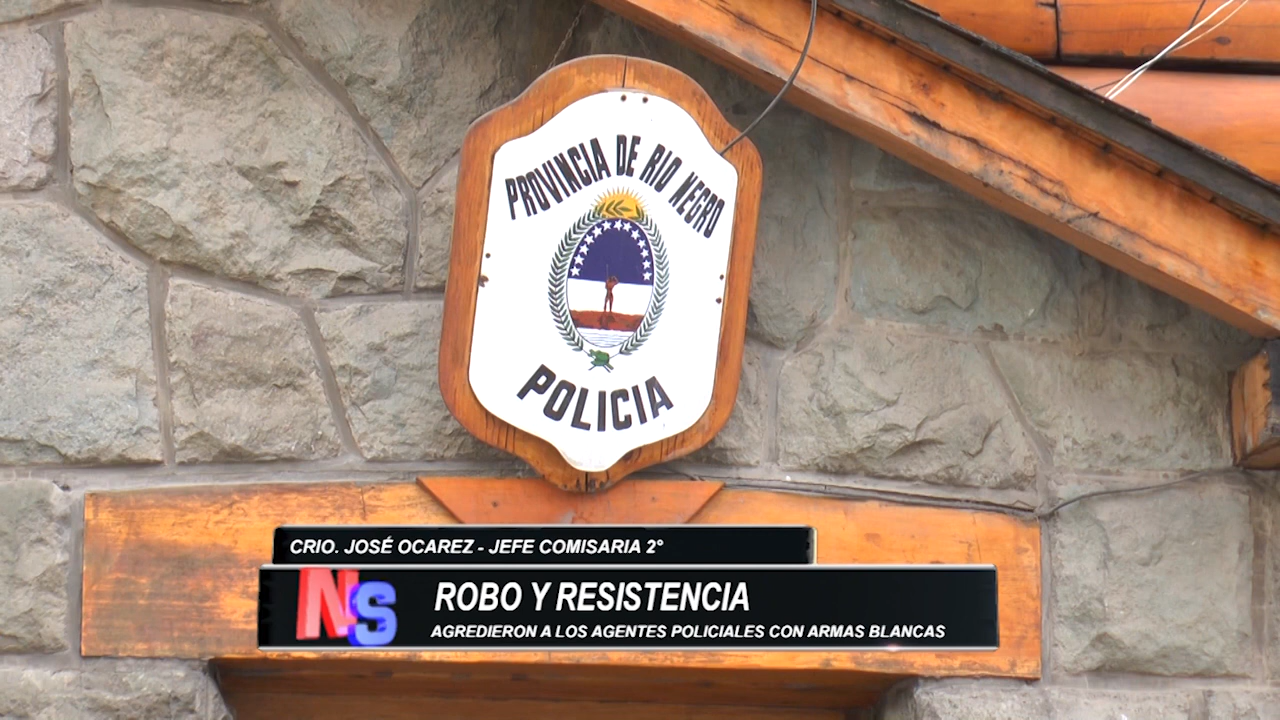 PROVINCIA DE RIO NEGRO
POLICIA
CRIO. JOSÉ OCAREZ - JEFE COMISARIA 2°
NS
ROBO Y RESISTENCIA
AGREDIERON A LOS AGENTES POLICIALES CON ARMAS BLANCAS